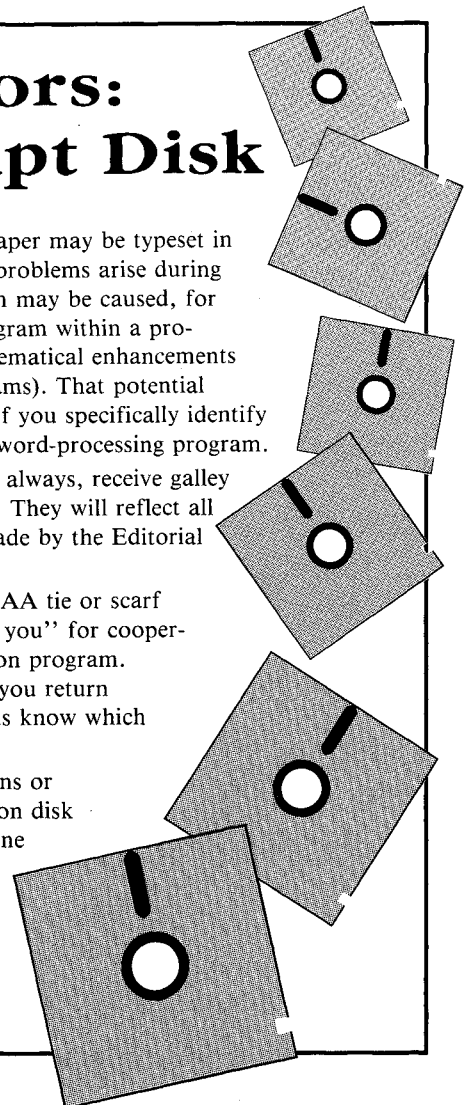 ors:
pt Disk
aper may be typeset in
problems arise during
n may be caused, for
gram within a pro-
ematical enhancements
ams). That potential
f you specifically identify
word-processing program.
always, receive galley
They will reflect all
ade by the Editorial
AA tie or scarf
you” for cooper-
on program.
you return
s know which
ns or
on disk
ne